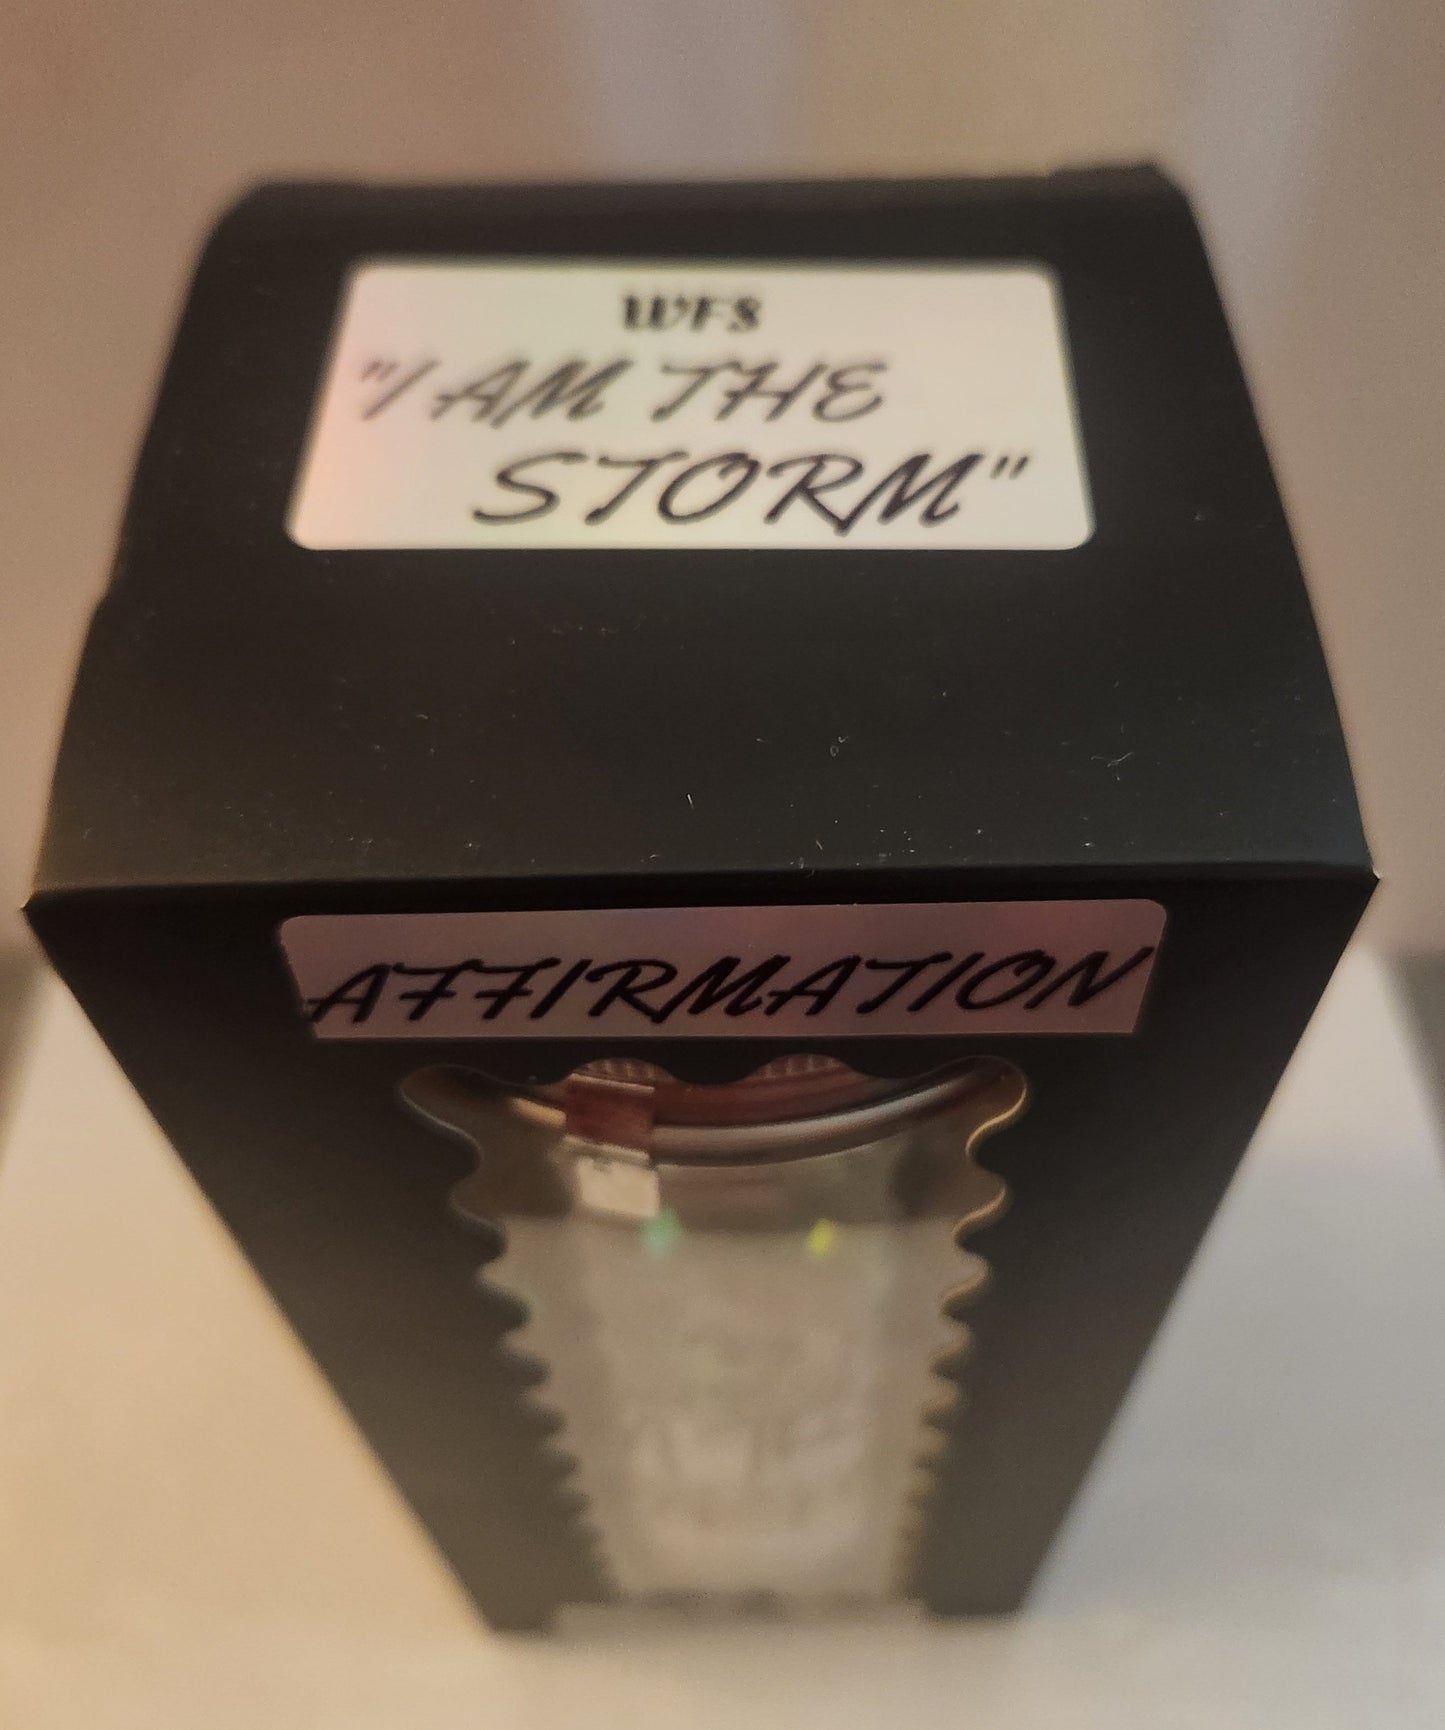 WFS
"I AM THE
STORM"
AFFIRMATION